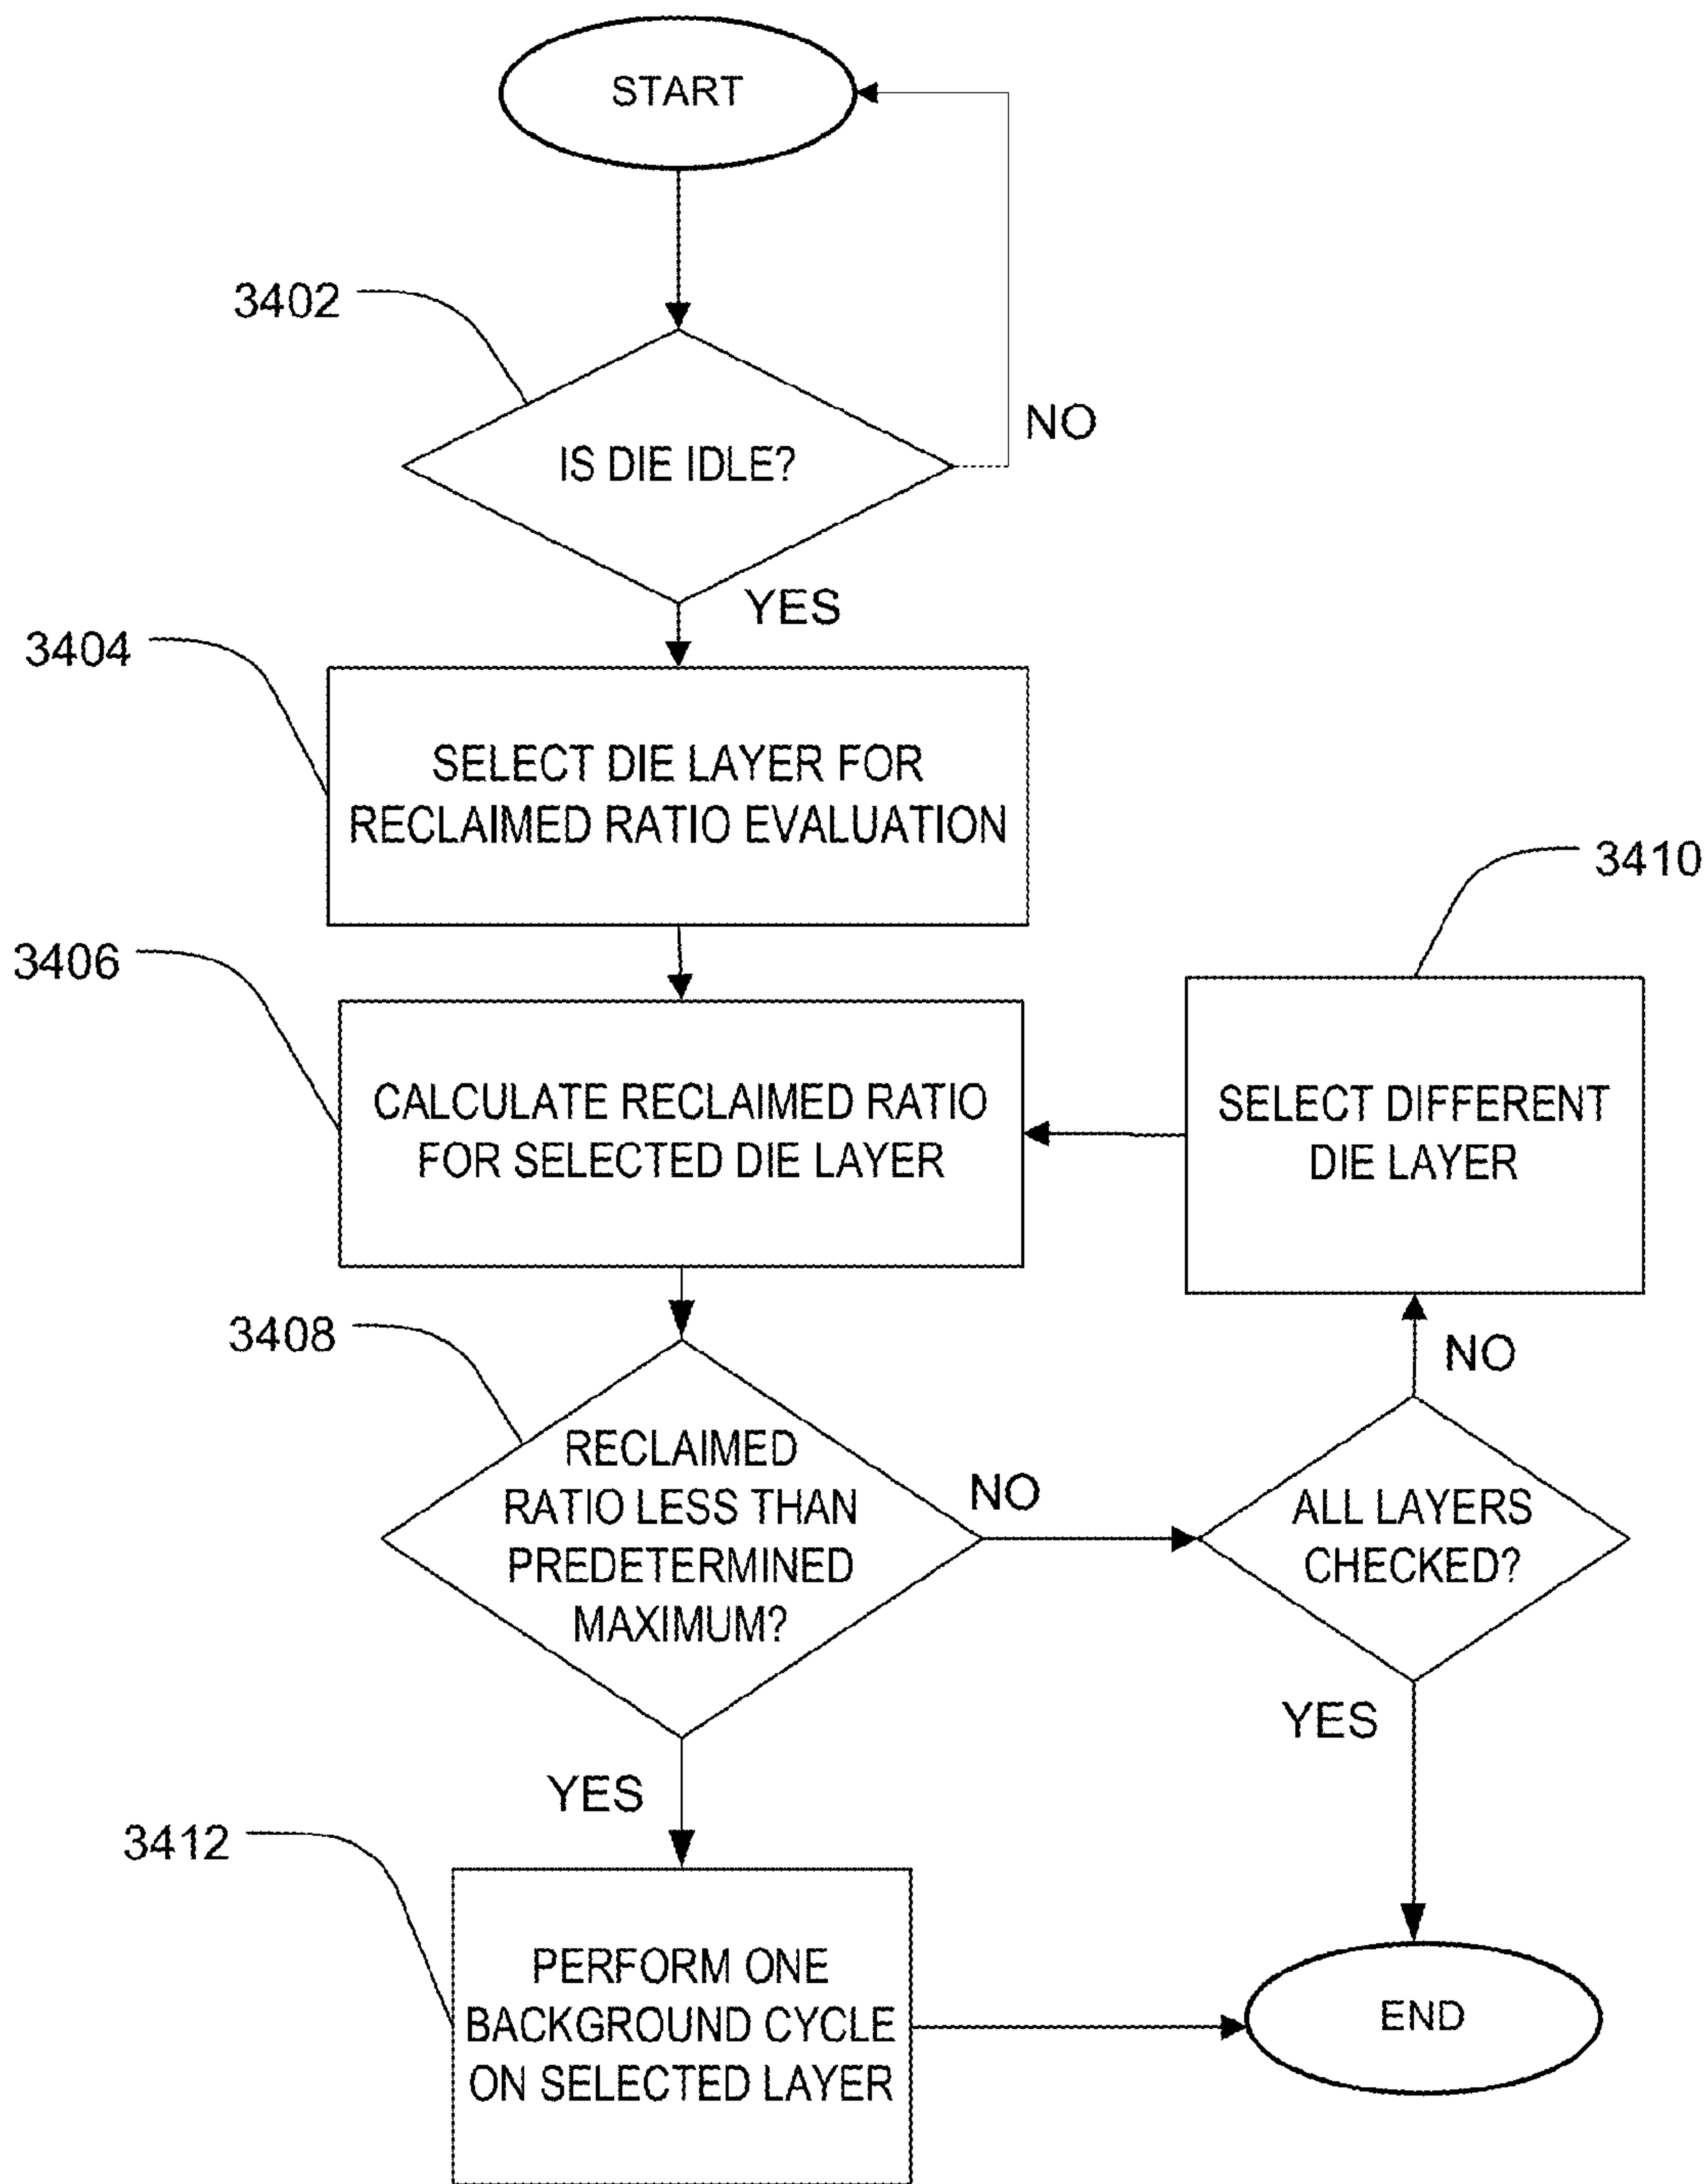 START
3402
IS DIE IDLE?
NO
YES
3404
SELECT DIE LAYER FOR
RECLAIMED RATIO EVALUATION
3410
3406
CALCULATE RECLAIMED RATIO
FOR SELECTED DIE LAYER
SELECT DIFFERENT
DIE LAYER
3408
NO
RECLAIMED
RATIO LESS THAN
PREDETERMINED
MAXIMUM?
NO
ALL LAYERS
CHECKED?
YES
YES
3412
PERFORM ONE
BACKGROUND CYCLE
ON SELECTED LAYER
END